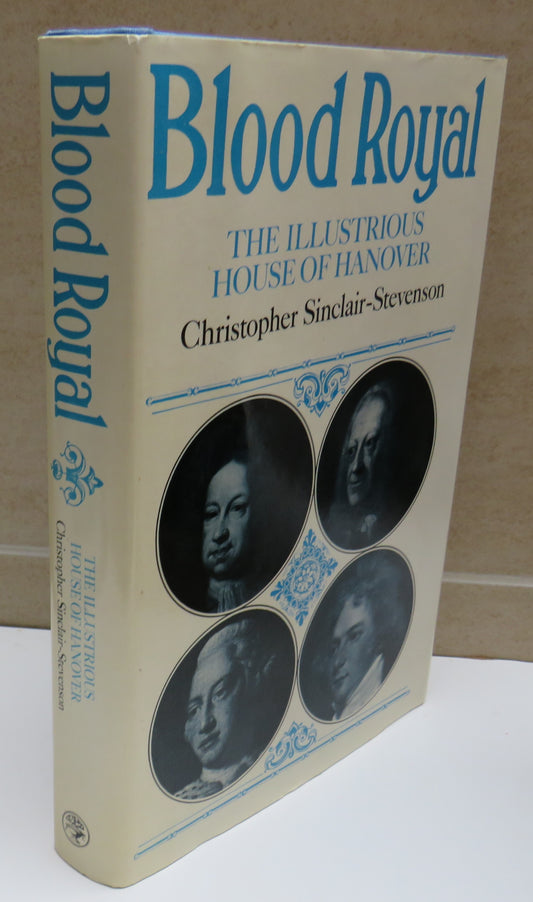 Blood Royal
THE ILLUSTRIOUS
HOUSE OF HANOVER
Christopher Sinclair-Stevenson
Blood Royal
THE ILLUSTRIOUS
HOUSE OF HANOVER
Christopher Sinclair-Stevenson